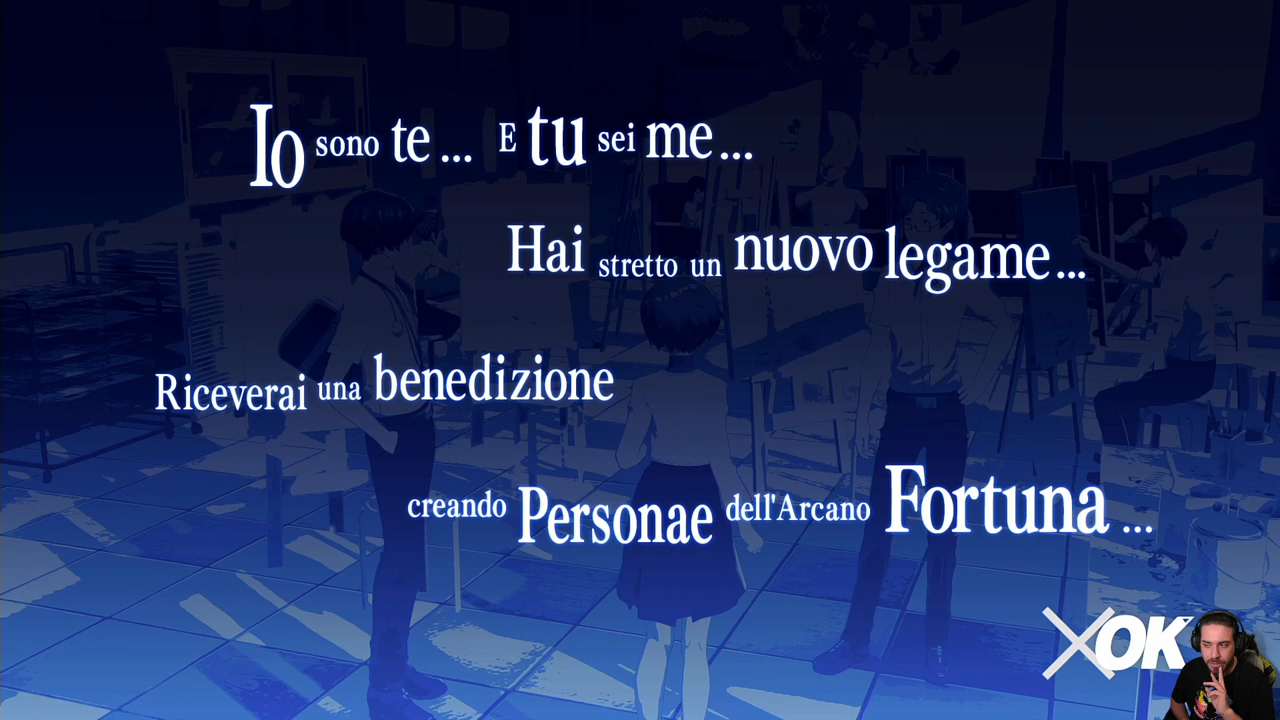 Io sono te... E tu sei me...
Hai stretto un nuovo legame...
Riceverai una benedizione
creando Personae dell'Arcano Fortuna...
OK